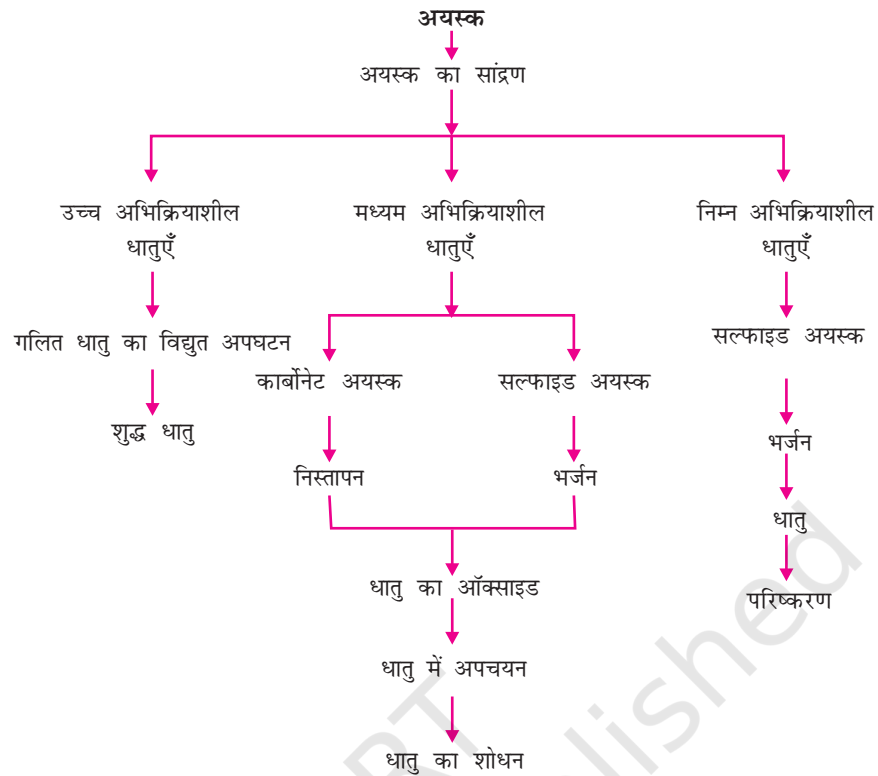 अयस्क
अयस्क का सांद्रण
उच्च अभिक्रियाशील
धातुएँ
मध्यम अभिक्रियाशील
धातुएँ
निम्न अभिक्रियाशील
धातुएँ
गलित धातु का विद्युत अपघटन
शुद्ध धातु
कार्बोनेट अयस्क
सल्फाइड अयस्क
निस्तापन
भर्जन
धातु का ऑक्साइड
धातु में अपचयन
धातु का शोधन
सल्फाइड अयस्क
भर्जन
धातु
परिष्करण